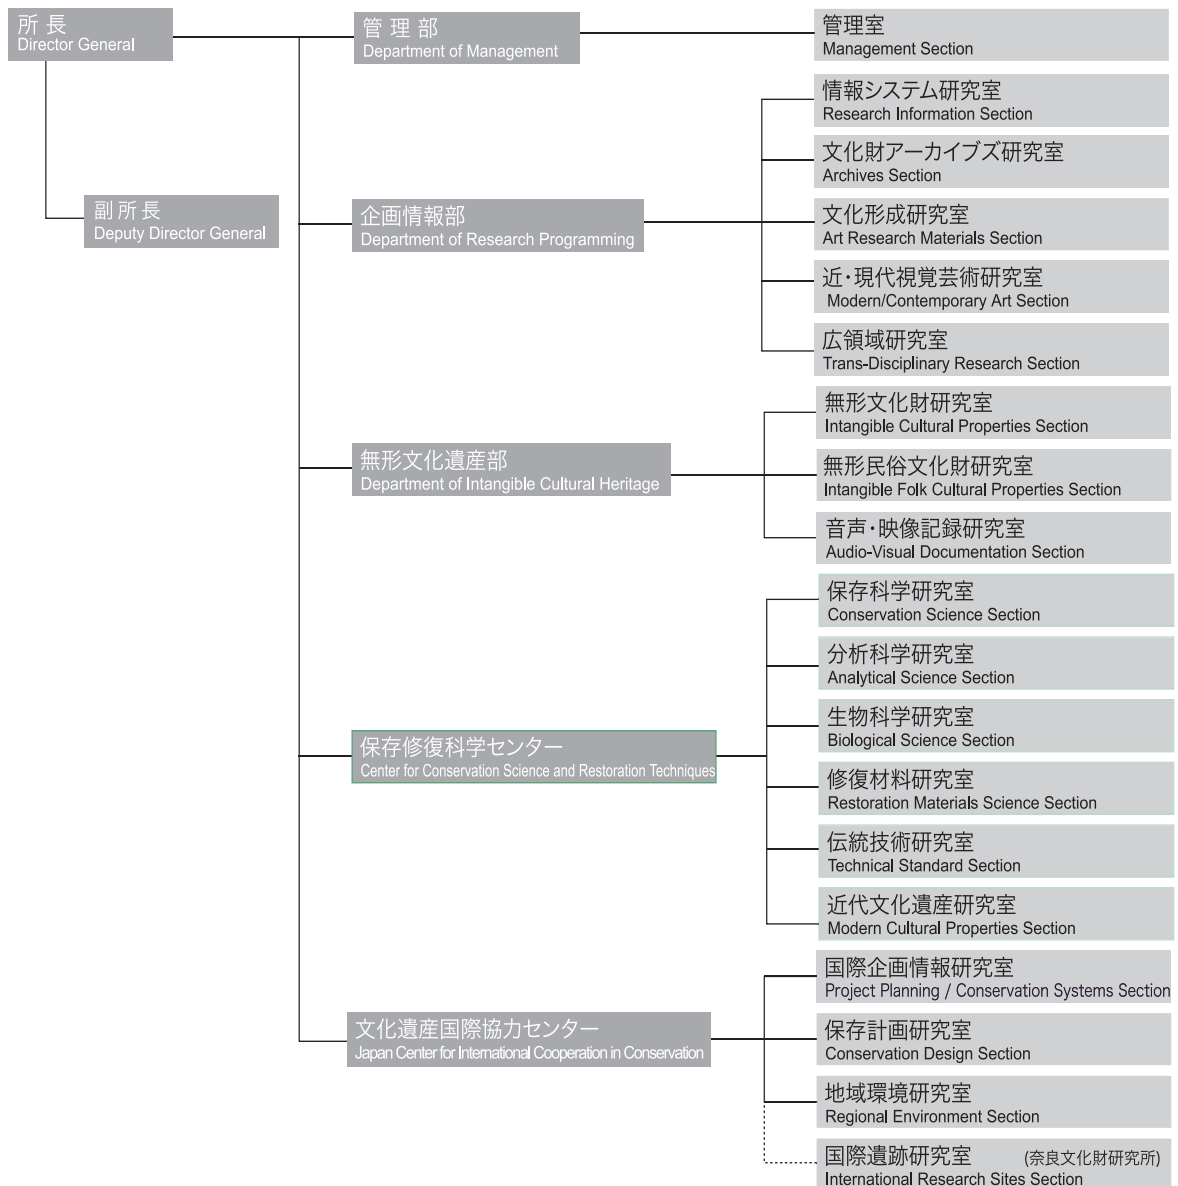 所 長
Director General
副 所 長
Deputy Director General
管 理 部
Department of Management
管理室
Management Section
企画情報部
Department of Research Programming
情報システム研究室
Research Information Section
文化財アーカイブズ研究室
Archives Section
文化形成研究室
Art Research Materials Section
近・現代視覚芸術研究室
Modern/Contemporary Art Section
広領域研究室
Trans-Disciplinary Research Section
無形文化遺産部
Department of Intangible Cultural Heritage
無形文化財研究室
Intangible Cultural Properties Section
無形民俗文化財研究室
Intangible Folk Cultural Properties Section
音声・映像記録研究室
Audio-Visual Documentation Section
保存修復科学センター
Center for Conservation Science and Restoration Techniques
保存科学研究室
Conservation Science Section
分析科学研究室
Analytical Science Section
生物科学研究室
Biological Science Section
修復材料研究室
Restoration Materials Science Section
伝統技術研究室
Technical Standard Section
近代文化遺産研究室
Modern Cultural Properties Section
文化遺産国際協力センター
Japan Center for International Cooperation in Conservation
国際企画情報研究室
Project Planning / Conservation Systems Section
保存計画研究室
Conservation Design Section
地域環境研究室
Regional Environment Section
国際遺跡研究室 (奈良文化財研究所)
International Research Sites Section